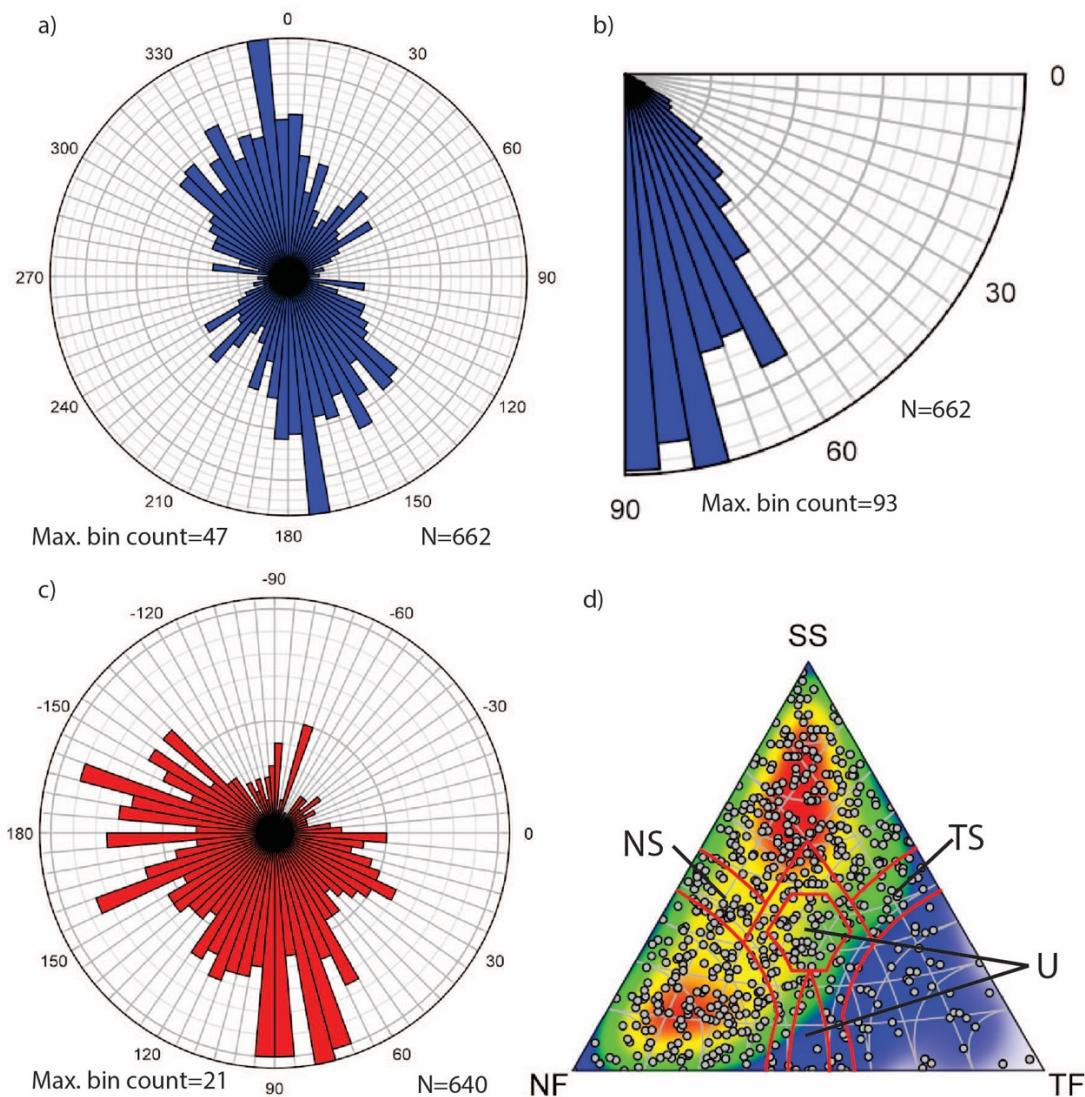 a)
0
330
30
300
60
270
90
240
120
210
150
180
Max. bin count=47
N=662
b)
0
30
60
90
N=662
Max. bin count=93
c)
-90
-120
-60
-150
-30
180
0
150
30
120
60
90
Max. bin count=21
N=640
d)
SS
NS
TS
U
NF
TF